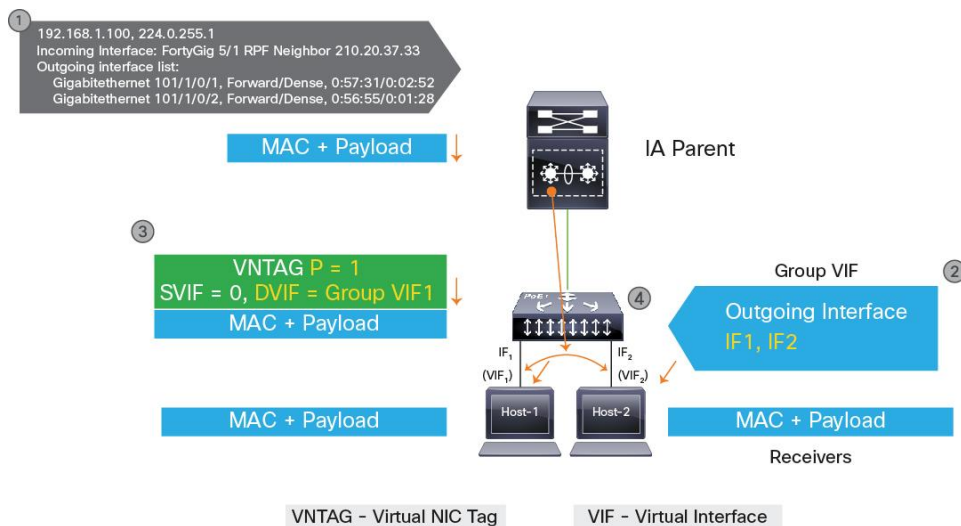 1
192.168.1.100, 224.0.255.1
Incoming Interface: FortyGig 5/1 RPF Neighbor 210.20.37.33
Outgoing interface list:
Gigabitethernet 101/1/0/1, Forward/Dense, 0:57:31/0:02:52
Gigabitethernet 101/1/0/2, Forward/Dense, 0:56:55/0:01:28
MAC + Payload
IA Parent
3
VNTAG P = 1
SVIF = 0, DVIF = Group VIF1
MAC + Payload
PoE+
4
Group VIF
2
Outgoing Interface
IF1, IF2
IF1
IF2
(VIF1)
(VIF2)
MAC + Payload
Host-1
Host-2
MAC + Payload
Receivers
VNTAG - Virtual NIC Tag
VIF - Virtual Interface